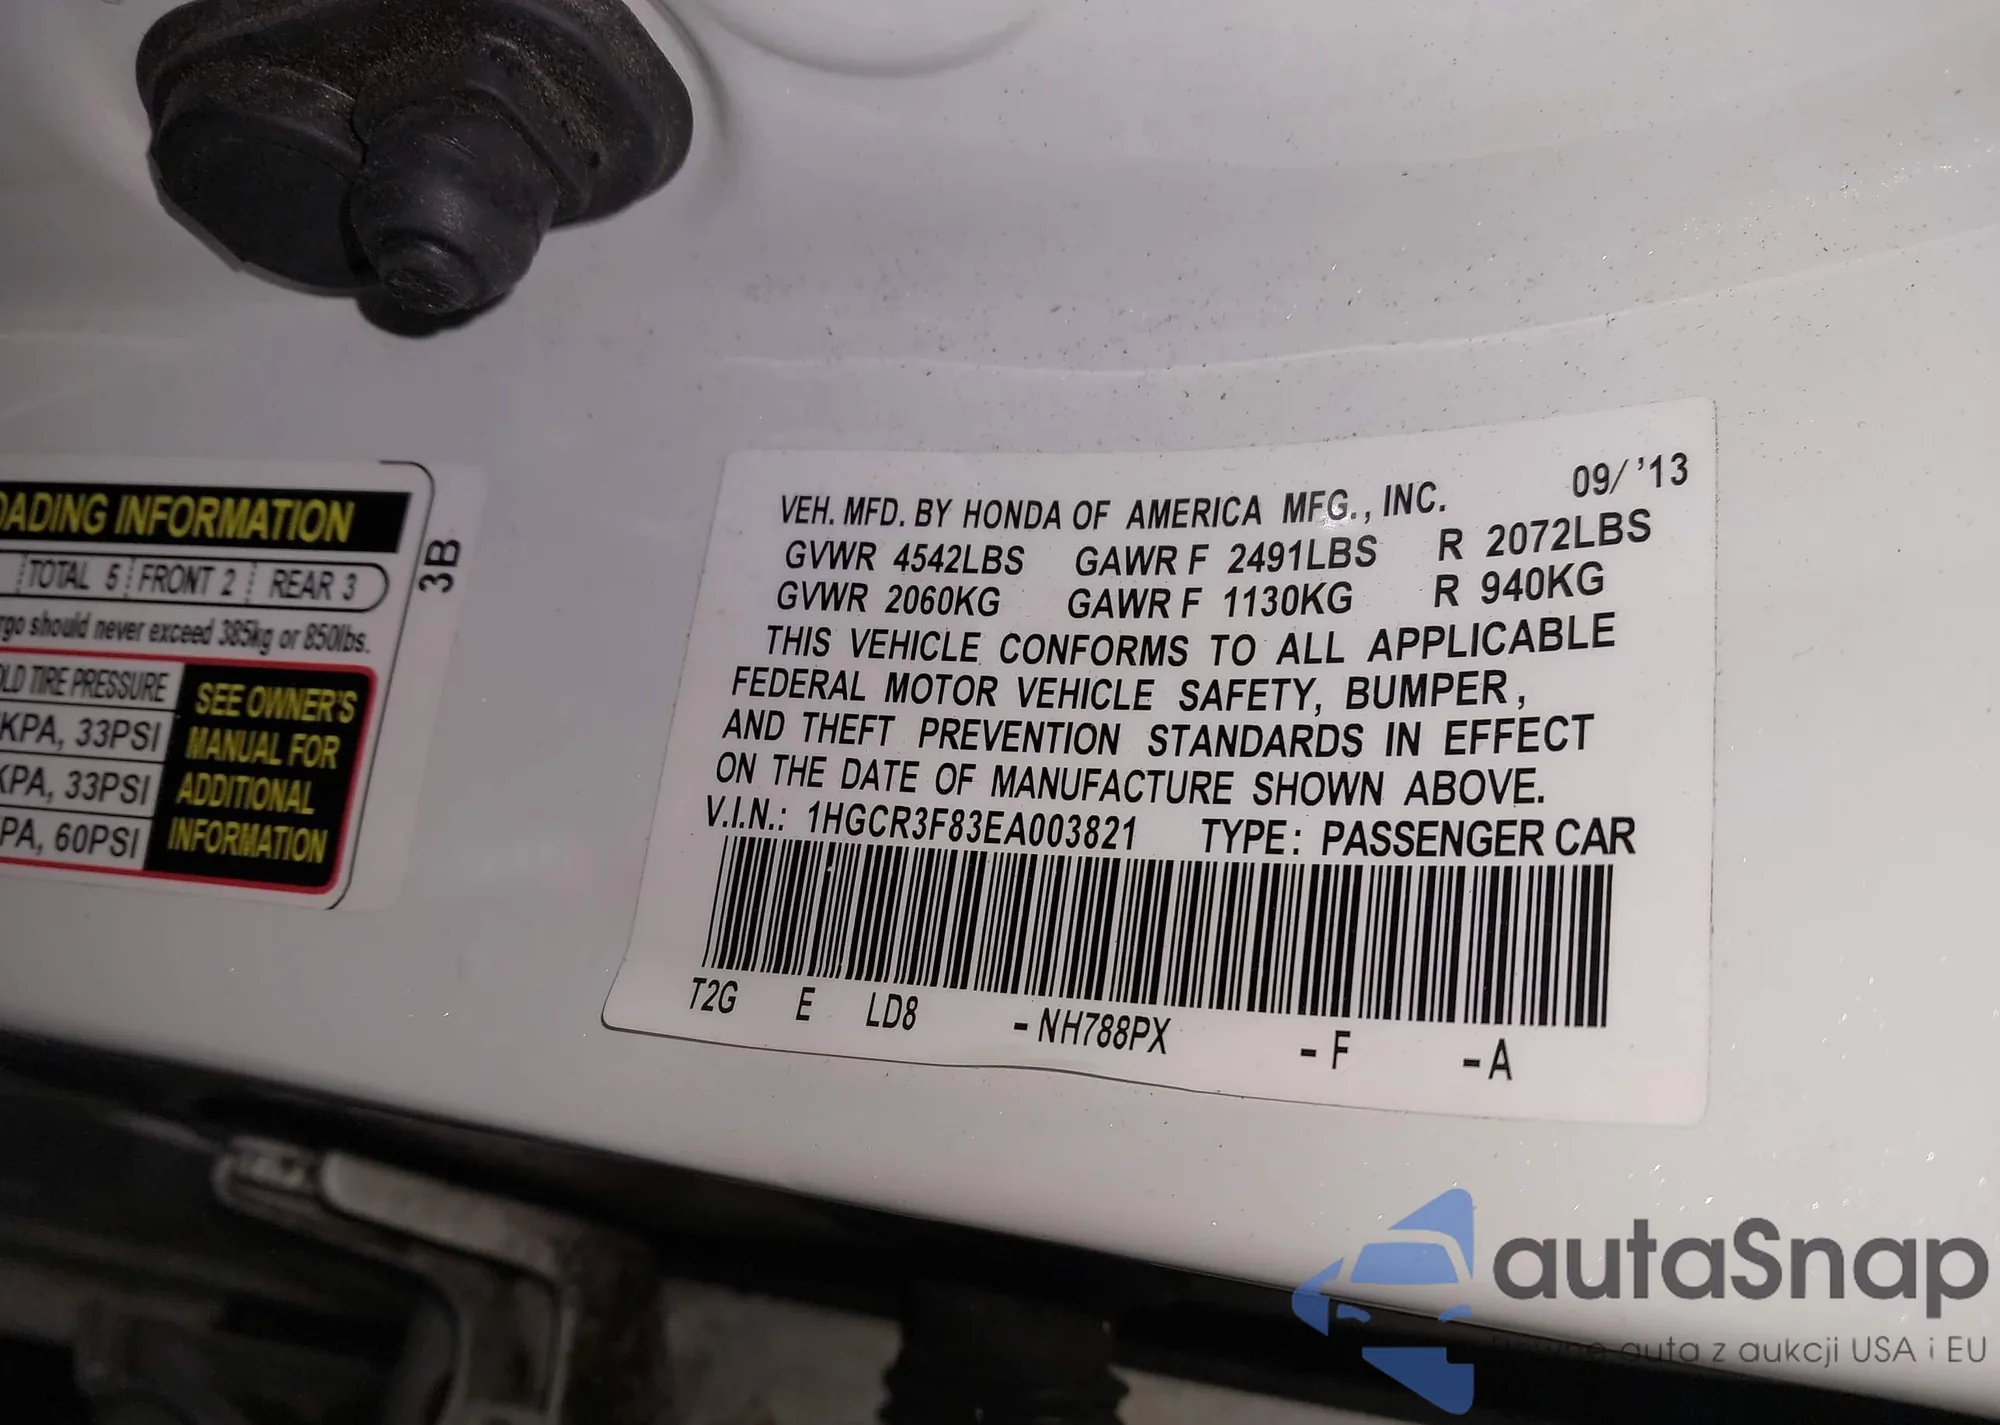 OADING INFORMATION
TOTAL 5 FRONT 2 REAR 3
should never exceed 385kg or 850lbs.
TIRE PRESSURE
KPA, 33PSI
KPA, 33PSI
KPA, 60PSI
SEE OWNER'S
MANUAL FOR
ADDITIONAL
INFORMATION
3B
VEH. MFD. BY HONDA OF AMERICA MFG., INC. 09/ '13
GVWR 4542LBS GAWR F 2491LBS R 2072LBS
GVWR 2060KG GAWR F 1130KG R 940KG
THIS VEHICLE CONFORMS TO ALL APPLICABLE
FEDERAL MOTOR VEHICLE SAFETY, BUMPER,
AND THEFT PREVENTION STANDARDS IN EFFECT
ON THE DATE OF MANUFACTURE SHOWN ABOVE.
V.I.N.: 1HGCR3F83EA003821 TYPE: PASSENGER CAR
T2G E LD8 -NH788PX -F -A
autaSnap
auta z aukcji USA i EU